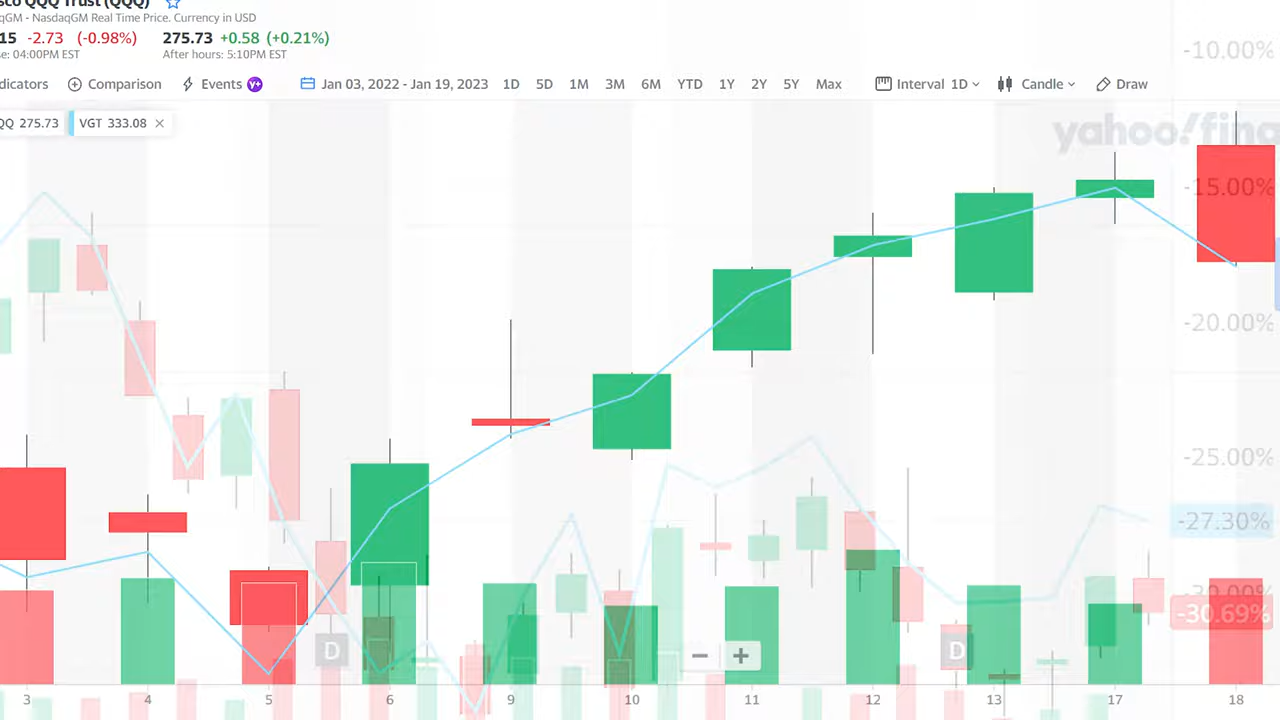 sco QQQ Trust (QQQ)
qGM - NasdaqGM Real Time Price. Currency in USD
15 -2.73 (-0.98%) 275.73 +0.58 (+0.21%)
e: 04:00PM EST After hours: 5:10PM EST
dicators Comparison Events Y+ Jan 03, 2022 - Jan 19, 2023 1D 5D 1M 3M 6M YTD 1Y 2Y 5Y Max Interval 1D Candle Draw
QQ 275.73 VGT 333.08 ×
yahoo!fina
-10.00%
-15.00%
-20.00%
-25.00%
-27.30%
-30.00%
-30.69%
D D
3 4 5 6 9 10 11 12 13 17 18